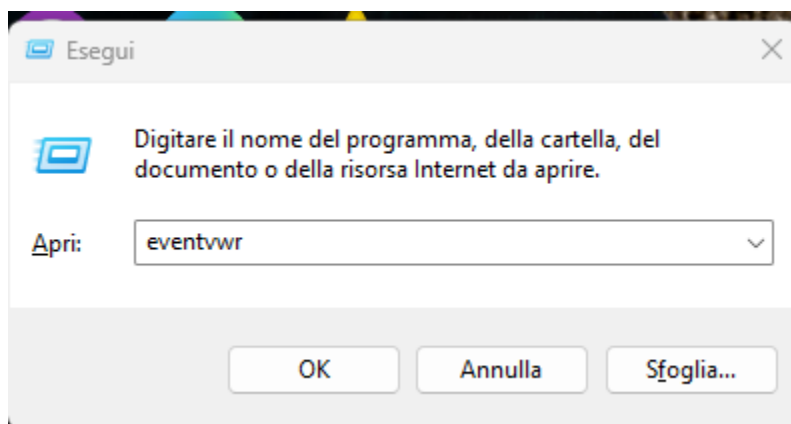 Esegui
Digitare il nome del programma, della cartella, del
documento o della risorsa Internet da aprire.
Apri: eventvwr
OK Annulla Sfoglia...